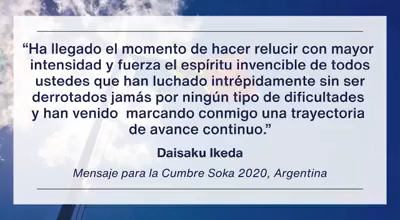 “Ha llegado el momento de hacer relucir con mayor
intensidad y fuerza el espíritu invencible de todos
ustedes que han luchado intrépidamente sin ser
derrotados jamás por ningún tipo de dificultades
y han venido marcando conmigo una trayectoria
de avance continuo.”
Daisaku Ikeda
Mensaje para la Cumbre Soka 2020, Argentina